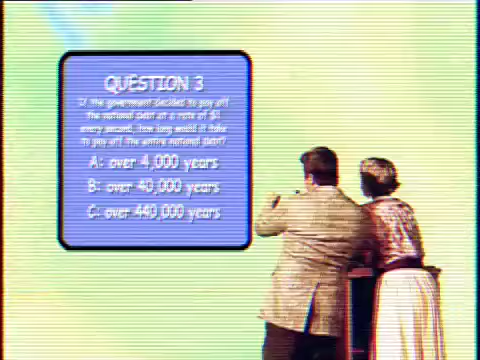 QUESTION 3
If the government decided to pay off
the national debt at a rate of $1
every second, how long would it take
to pay off the entire national debt?
A: over 4,000 years
B: over 40,000 years
C: over 440,000 years